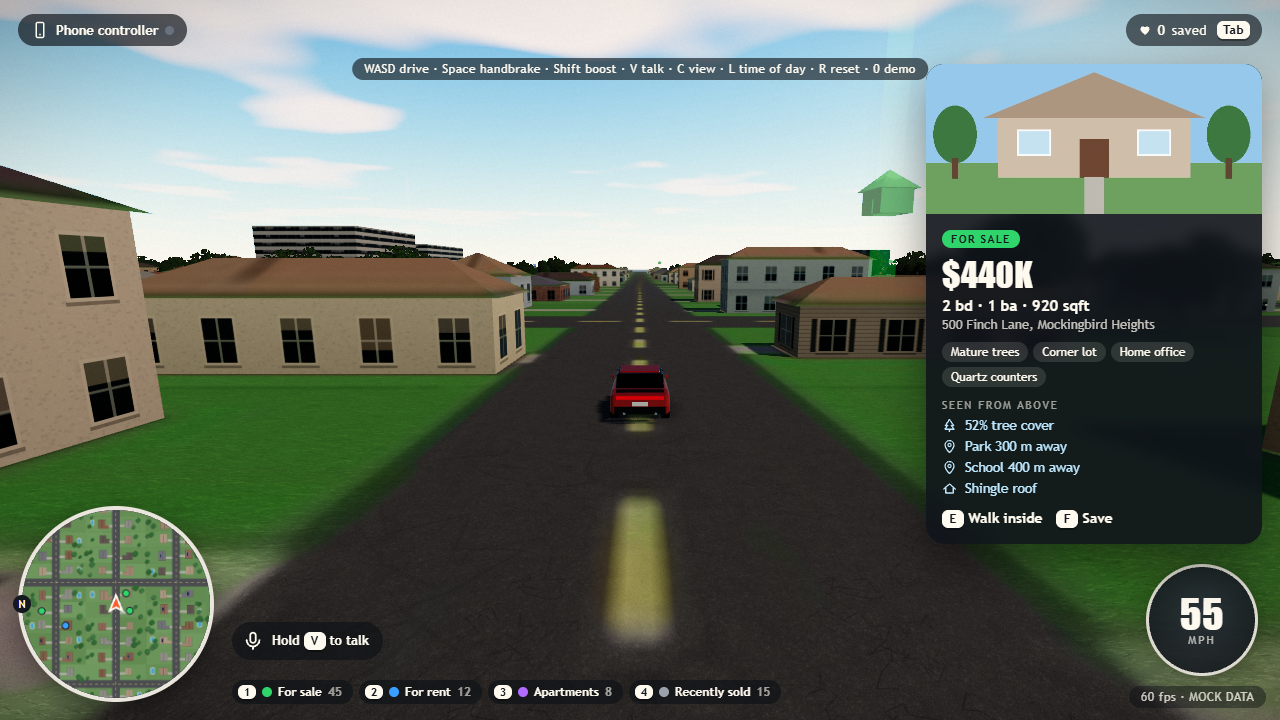 Phone controller
0 saved Tab
WASD drive · Space handbrake · Shift boost · V talk · C view · L time of day · R reset · 0 demo
FOR SALE
$440K
2 bd · 1 ba · 920 sqft
500 Finch Lane, Mockingbird Heights
Mature trees Corner lot Home office
Quartz counters
SEEN FROM ABOVE
52% tree cover
Park 300 m away
School 400 m away
Shingle roof
E Walk inside F Save
N
55
MPH
Hold V to talk
1 For sale 45 2 For rent 12 3 Apartments 8 4 Recently sold 15
60 fps · MOCK DATA